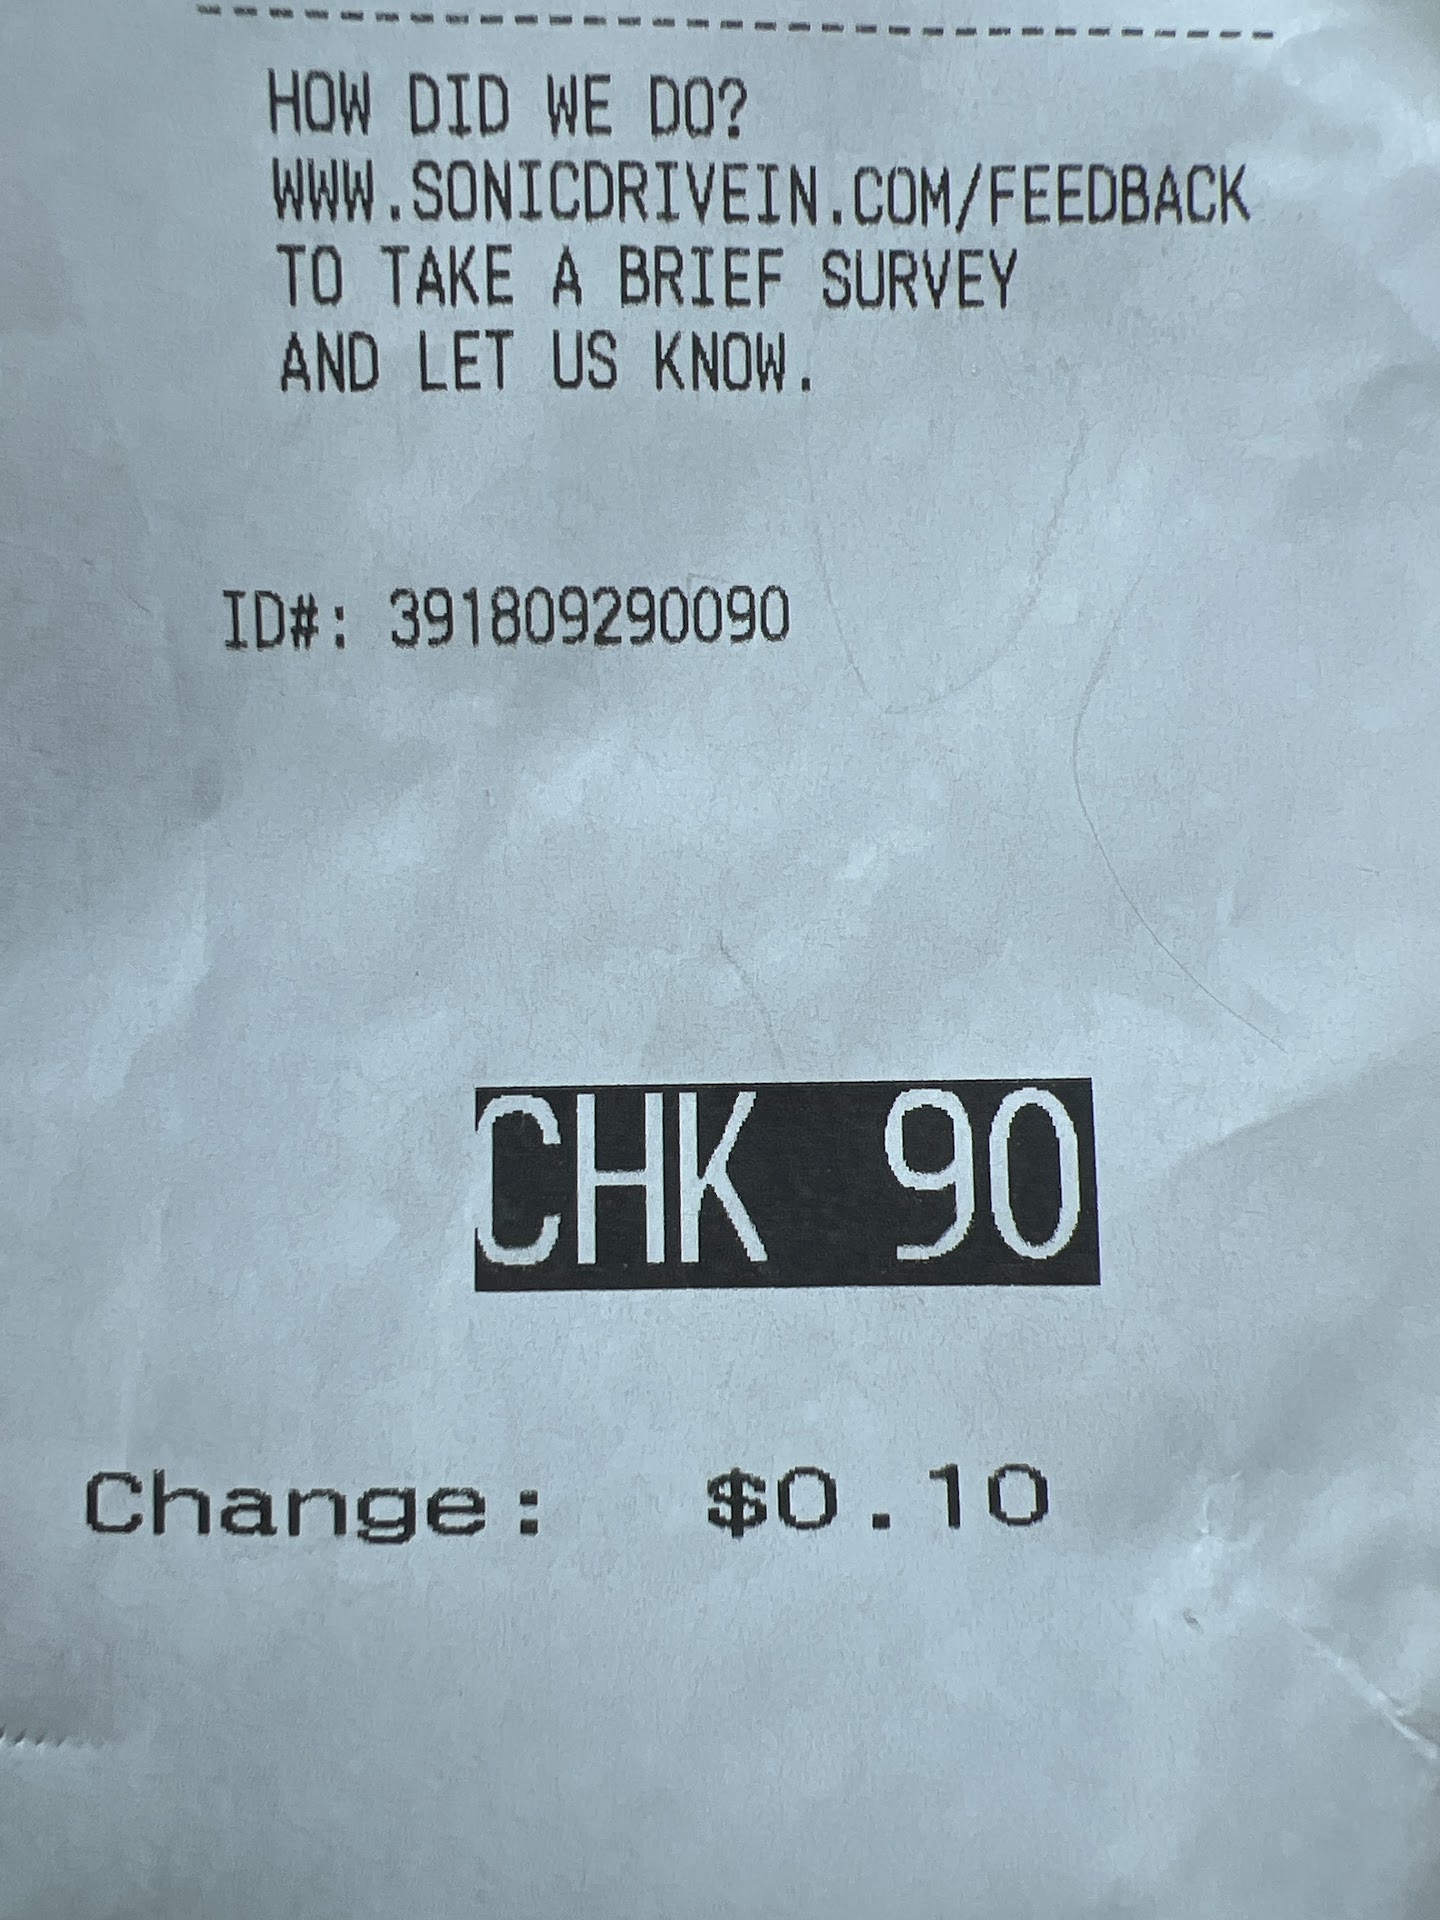 HOW DID WE DO?
WWW.SONICDRIVEIN.COM/FEEDBACK
TO TAKE A BRIEF SURVEY
AND LET US KNOW.
ID#: 391809290090
CHK 90
Change: $0.10